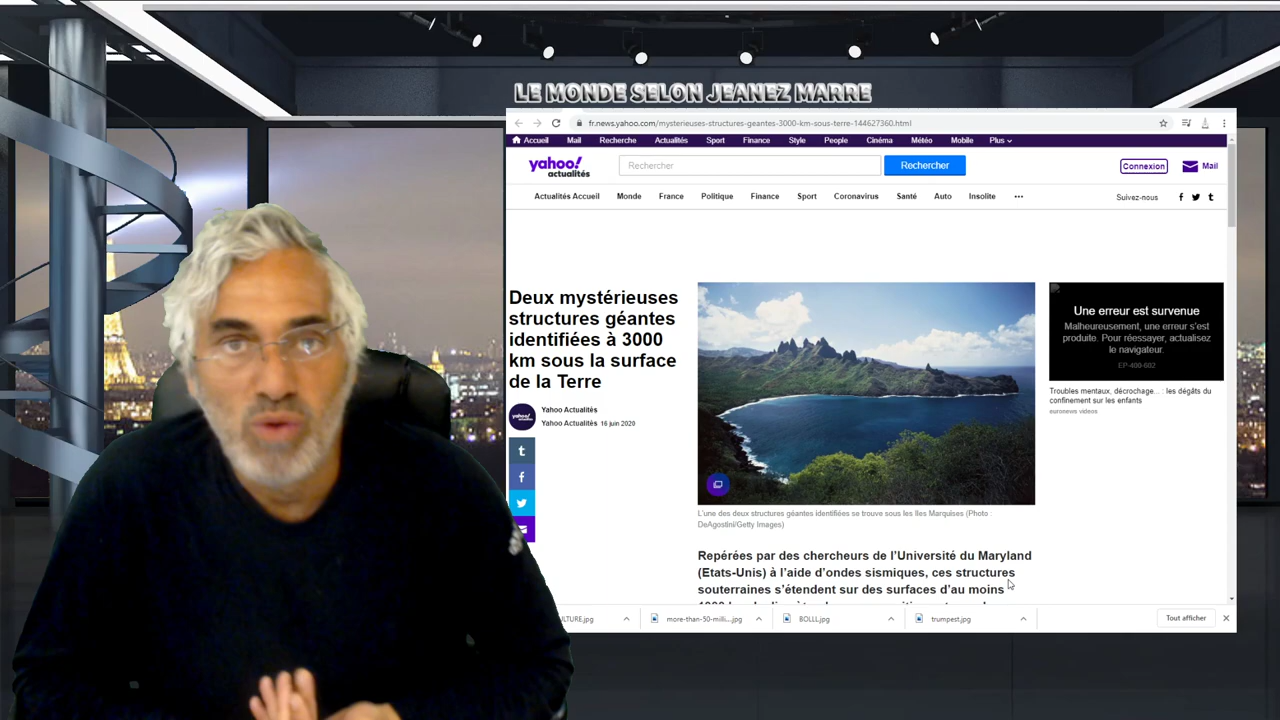 LE MONDE SELON JEANEZ MARRE
fr.news.yahoo.com/mysterieuses-structures-geantes-3000-km-sous-terre-144627360.html
Accueil Mail Recherche Actualités Sport Finance Style People Cinéma Météo Mobile Plus
yahoo!
actualités
Rechercher
Rechercher
Connexion
Mail
Actualités Accueil Monde France Politique Finance Sport Coronavirus Santé Auto Insolite ...
Suivez-nous
Deux mystérieuses
structures géantes
identifiées à 3000
km sous la surface
de la Terre
yahoo!
Yahoo Actualités
Yahoo Actualités 16 juin 2020
L'une des deux structures géantes identifiées se trouve sous les Iles Marquises (Photo :
DeAgostini/Getty Images)
Repérées par des chercheurs de l'Université du Maryland
(Etats-Unis) à l'aide d'ondes sismiques, ces structures
souterraines s'étendent sur des surfaces d'au moins
Une erreur est survenue
Malheureusement, une erreur s'est
produite. Pour réessayer, actualisez
le navigateur.
EP-400-602
Troubles mentaux, décrochage... : les dégâts du
confinement sur les enfants
euronews videos
LTURE.jpg
more-than-50-milli....jpg
BOLLL.jpg
trumpest.jpg
Tout afficher